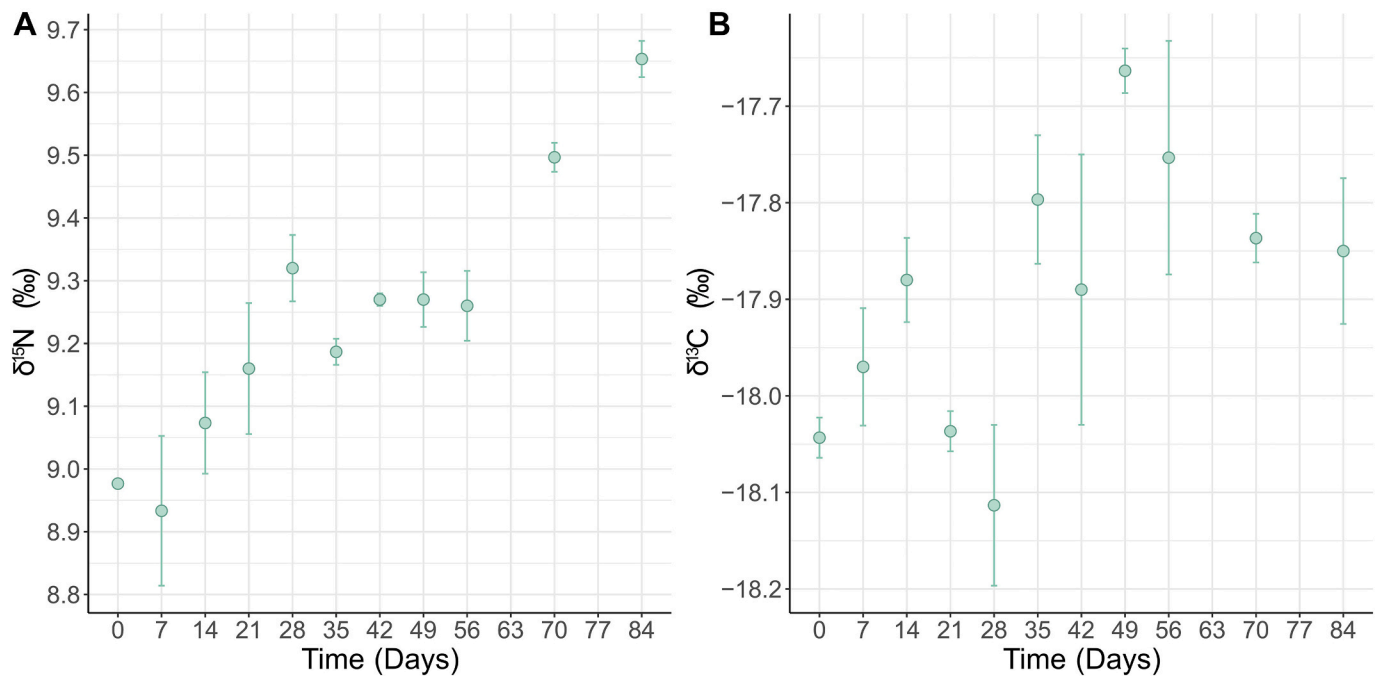 A
9.7
9.6
9.5
9.4
9.3
9.2
9.1
9.0
8.9
8.8
δ¹⁵N (‰)
0 7 14 21 28 35 42 49 56 63 70 77 84
Time (Days)
B
−17.7
−17.8
−17.9
−18.0
−18.1
−18.2
δ¹³C (‰)
0 7 14 21 28 35 42 49 56 63 70 77 84
Time (Days)